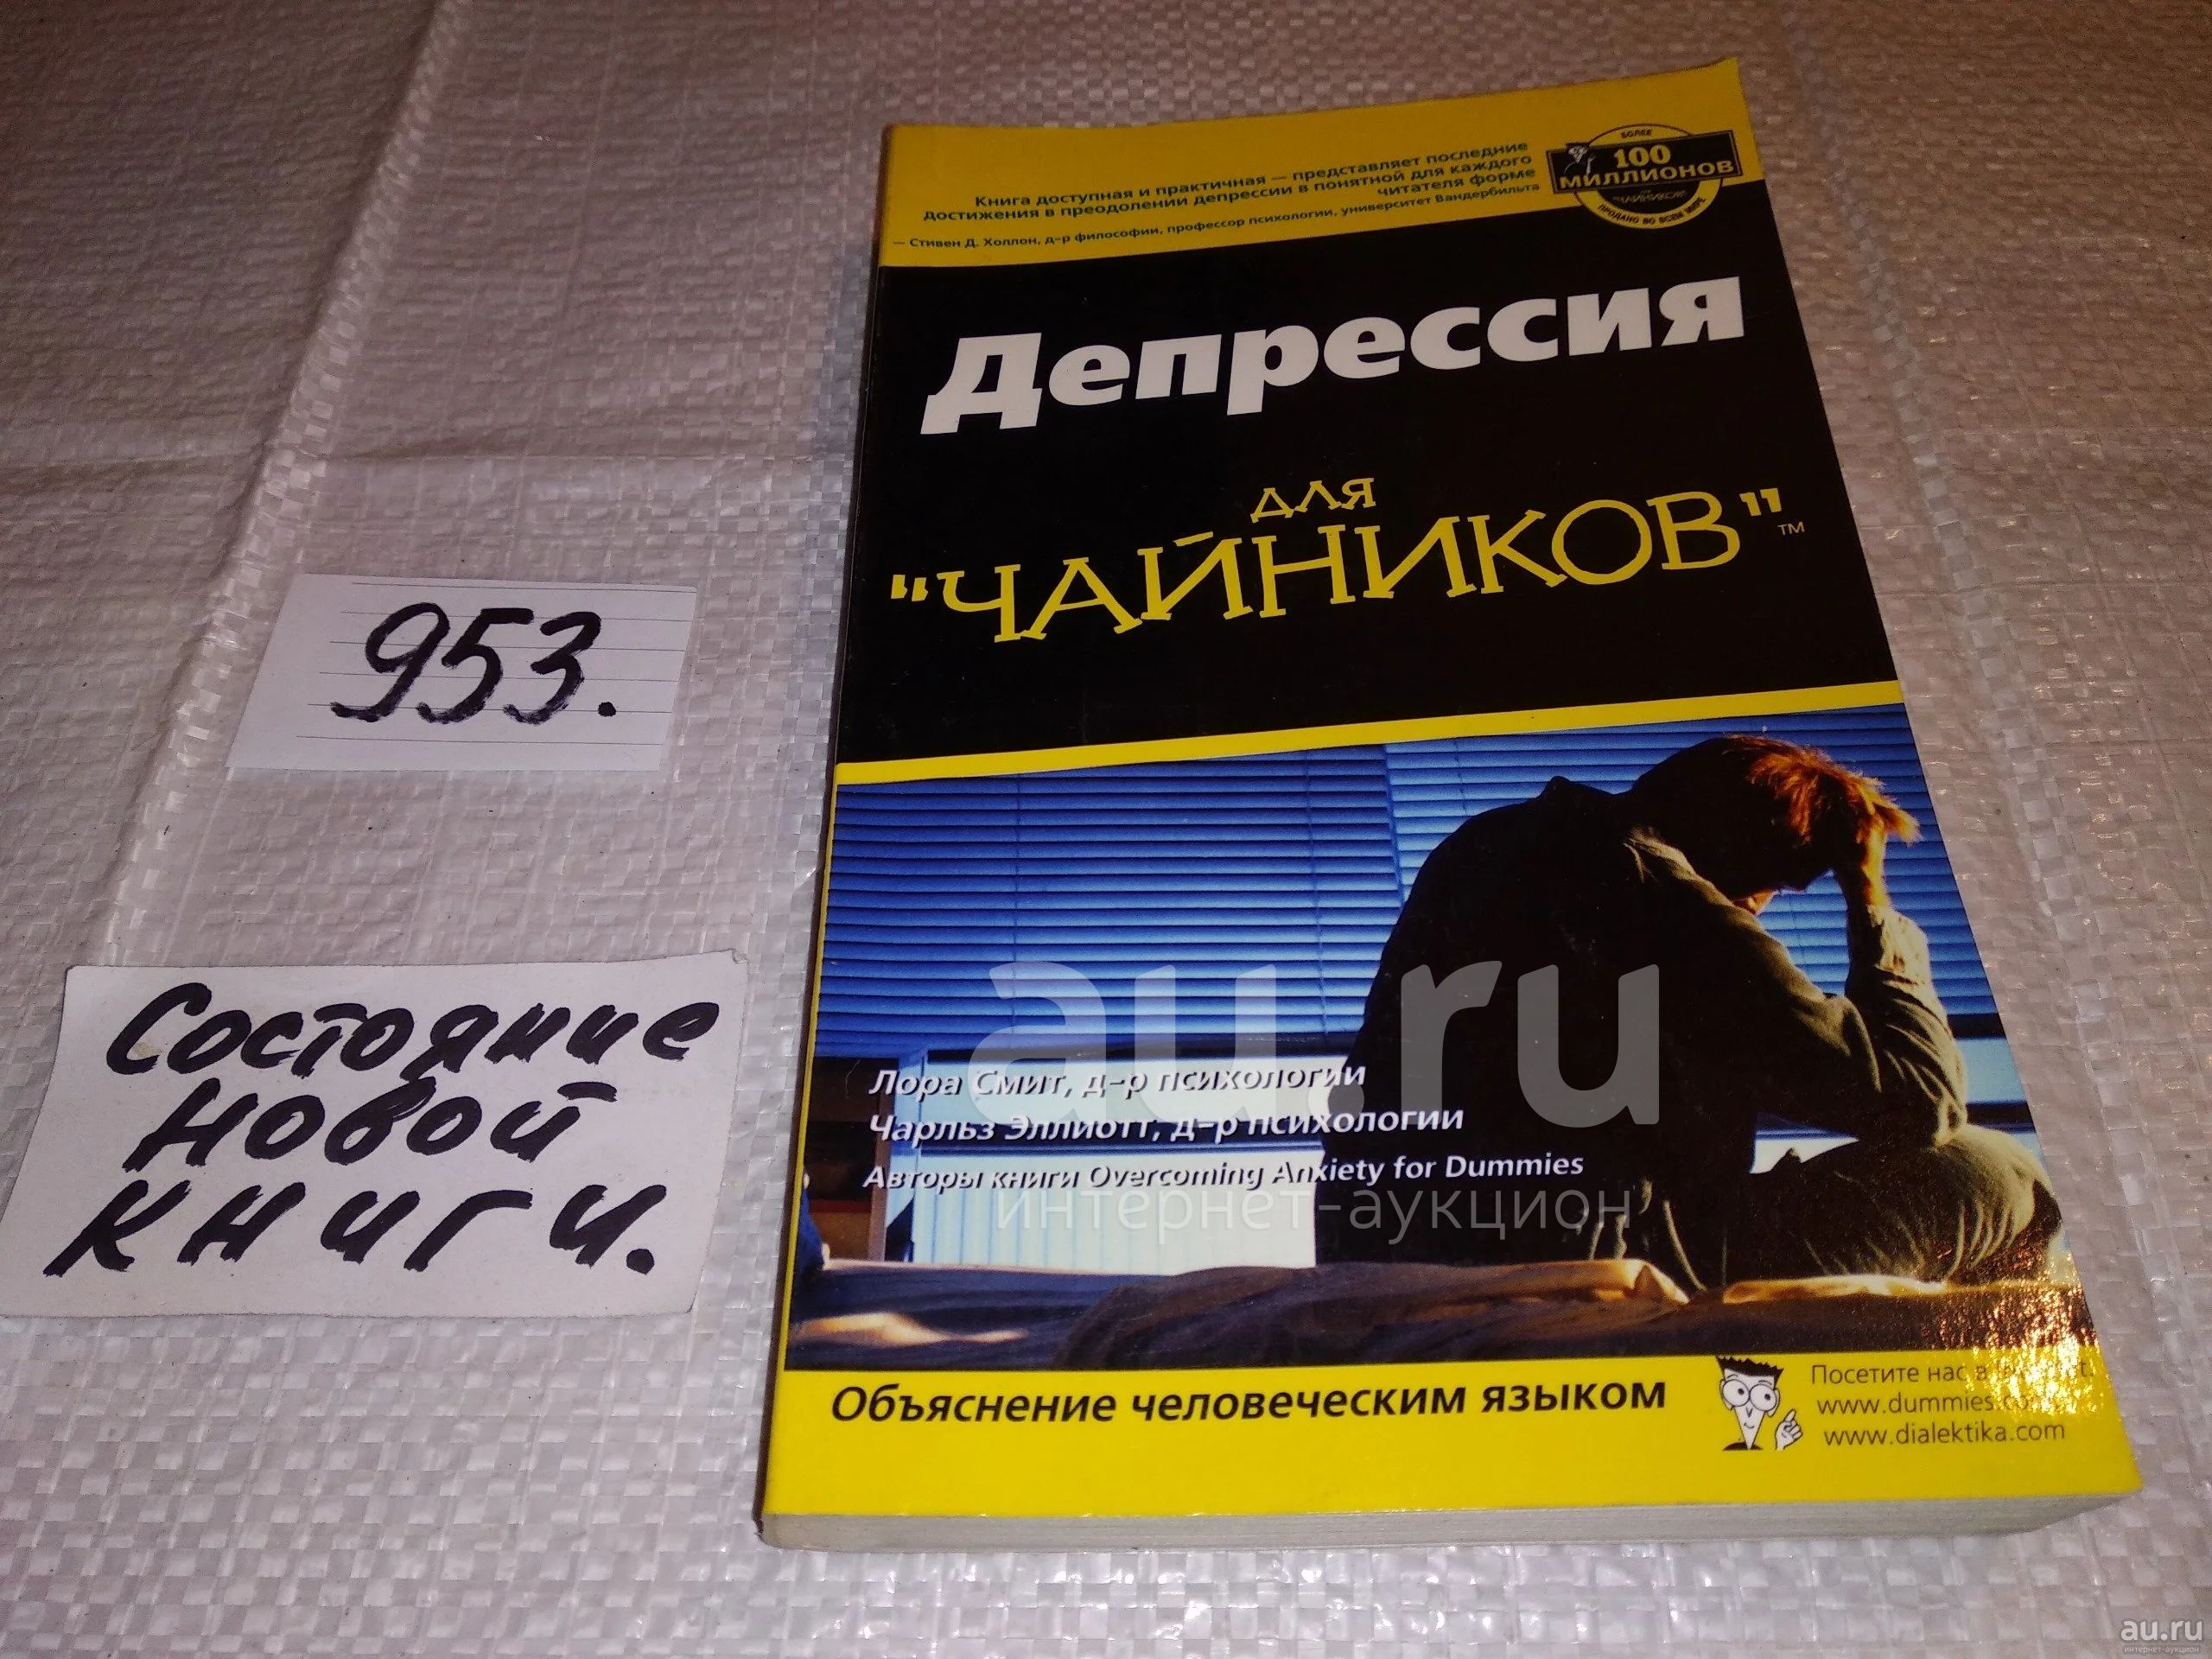 Книга доступная и практичная — представляет последние
достижения в преодолении депрессии в понятной для каждого
читателя форме
— Стивен Д. Холлон, д-р философии, профессор психологии, университет Вандербильта
БОЛЕЕ
100
МИЛЛИОНОВ
ПРОДАНО ВО ВСЕМ МИРЕ
Депрессия
для
"ЧАЙНИКОВ"™
953.
Состояние
новой
книги.
au.ru
интернет-аукцион
Лора Смит, д-р психологии
Чарльз Эллиотт, д-р психологии
Авторы книги Overcoming Anxiety for Dummies
Объяснение человеческим языком
Посетите нас в
www.dummies.
www.dialektika.com
au.ru
интернет-аукцион